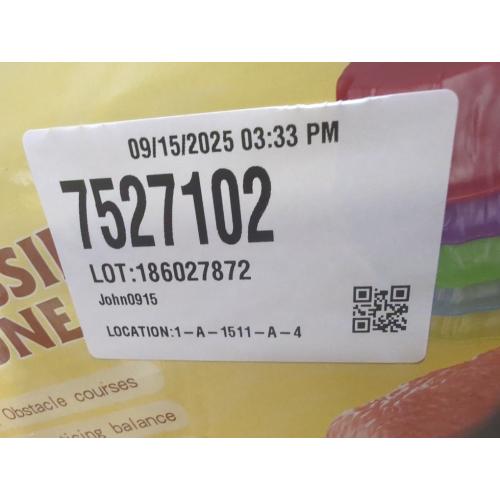 09/15/2025 03:33 PM
7527102
LOT:186027872
John0915
LOCATION:1-A-1511-A-4
Obstacle courses
balance